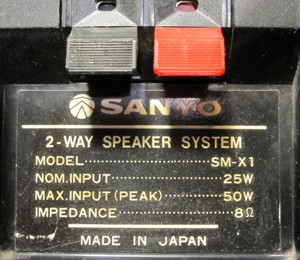 SANYO
2-WAY SPEAKER SYSTEM
MODEL··························SM-X1
NOM.INPUT·····················25W
MAX.INPUT(PEAK)··············50W
IMPEDANCE······················8Ω
MADE IN JAPAN